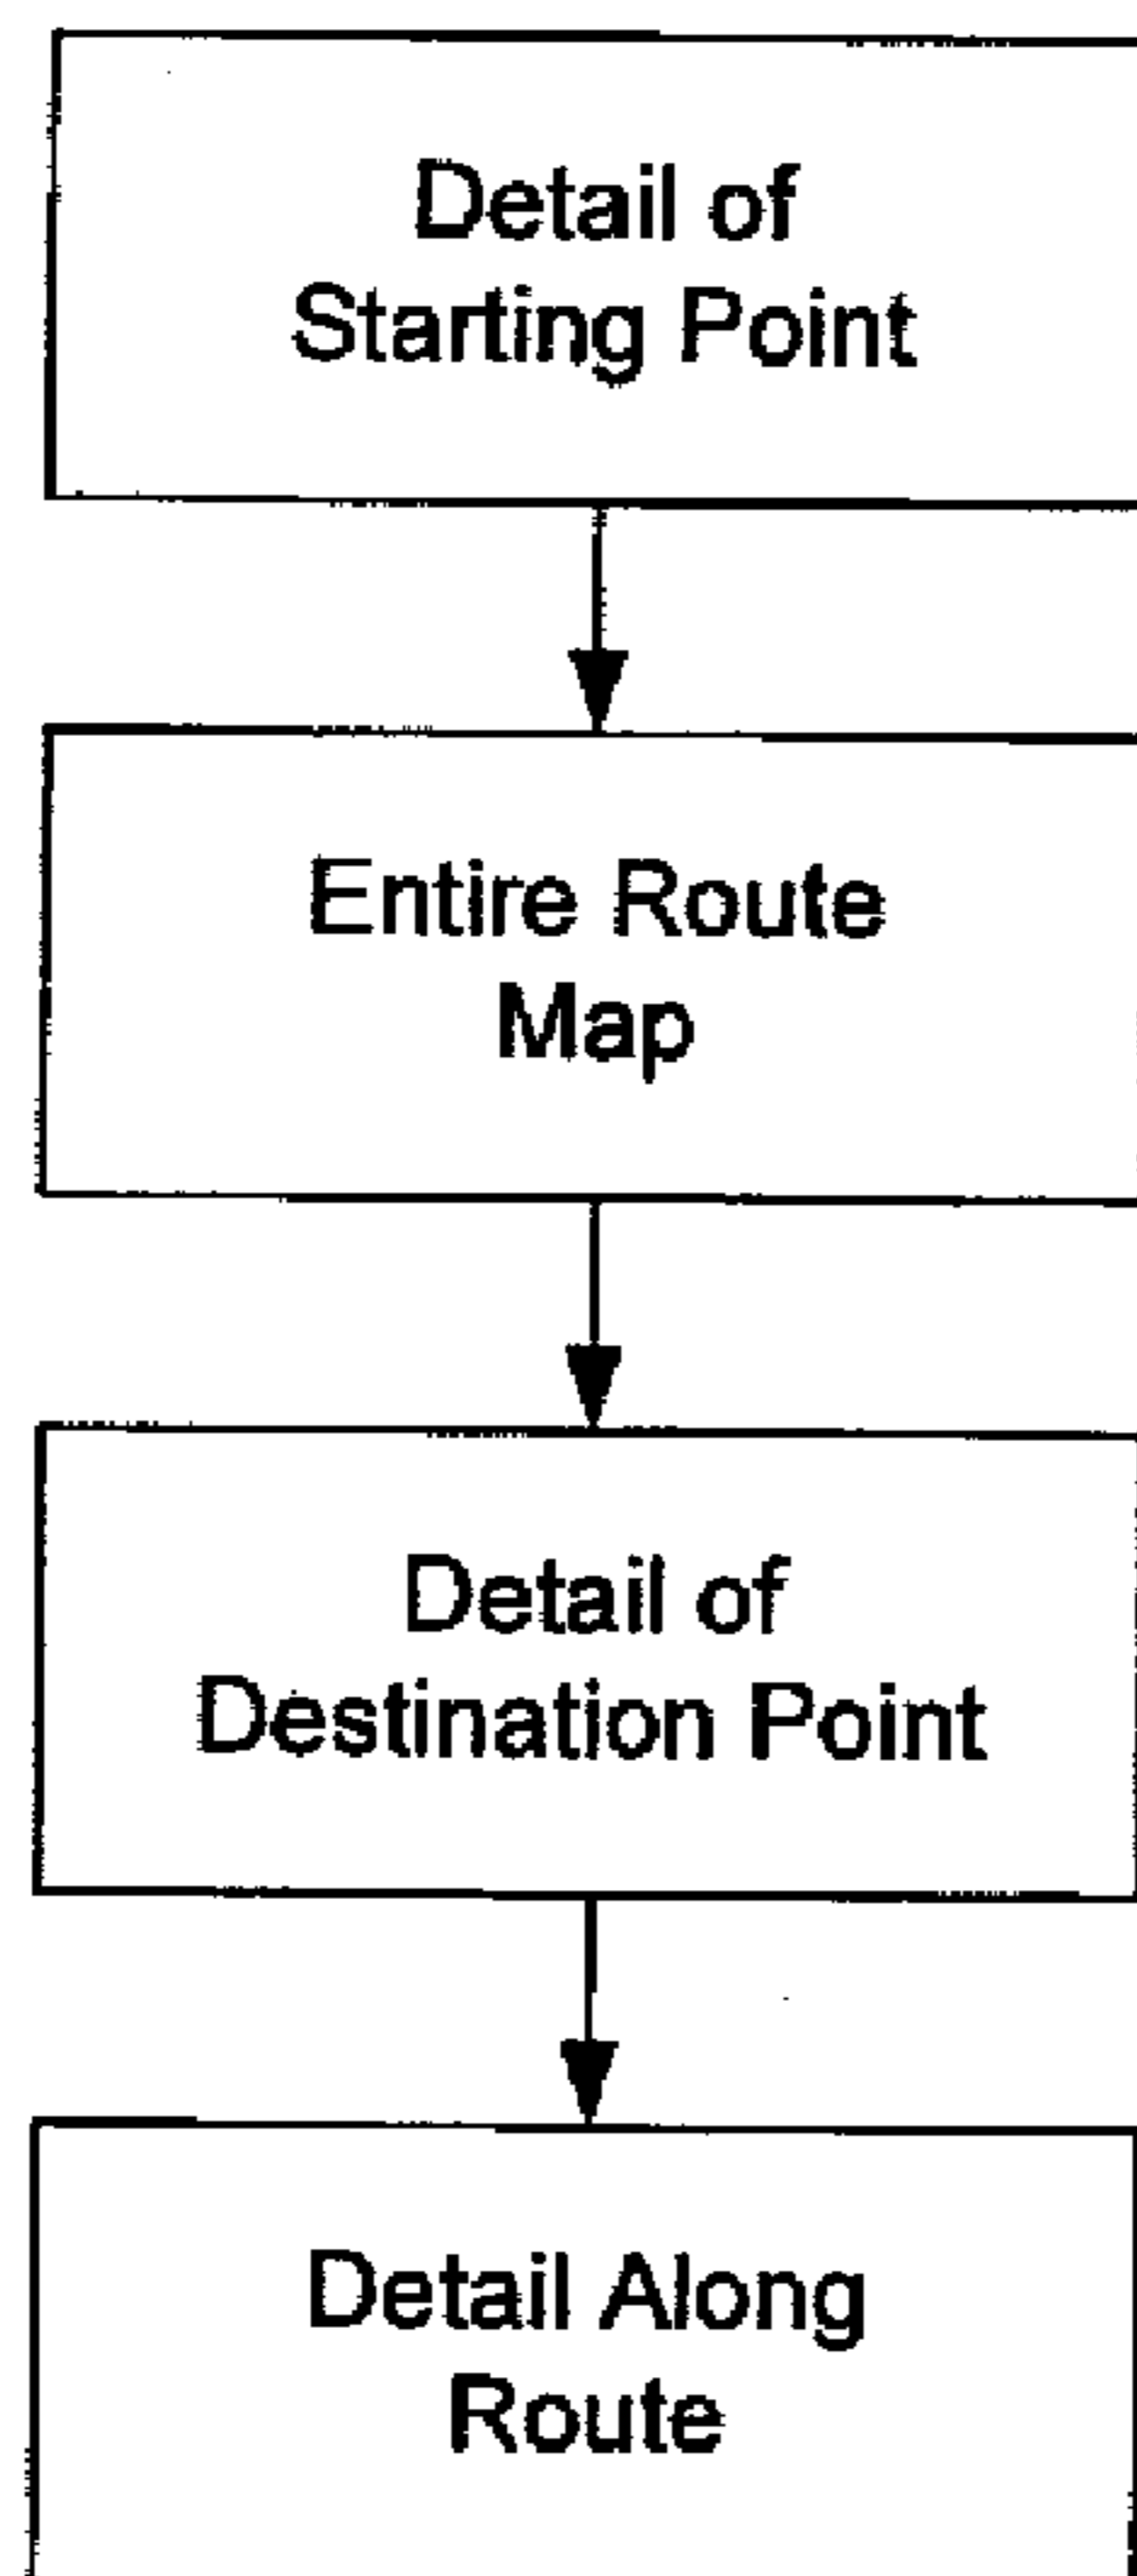 Detail of
Starting Point
Entire Route
Map
Detail of
Destination Point
Detail Along
Route